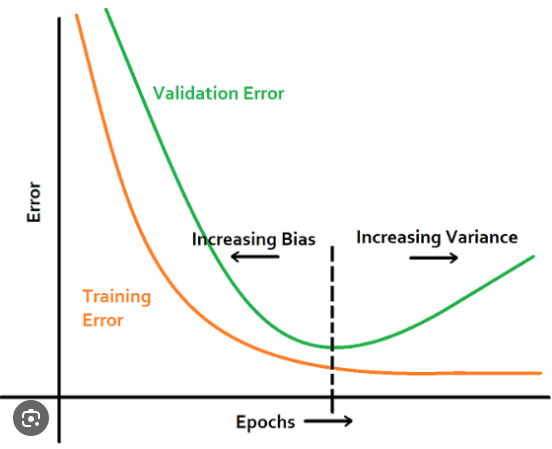 Validation Error
Error
Increasing Bias
Increasing Variance
Training
Error
Epochs